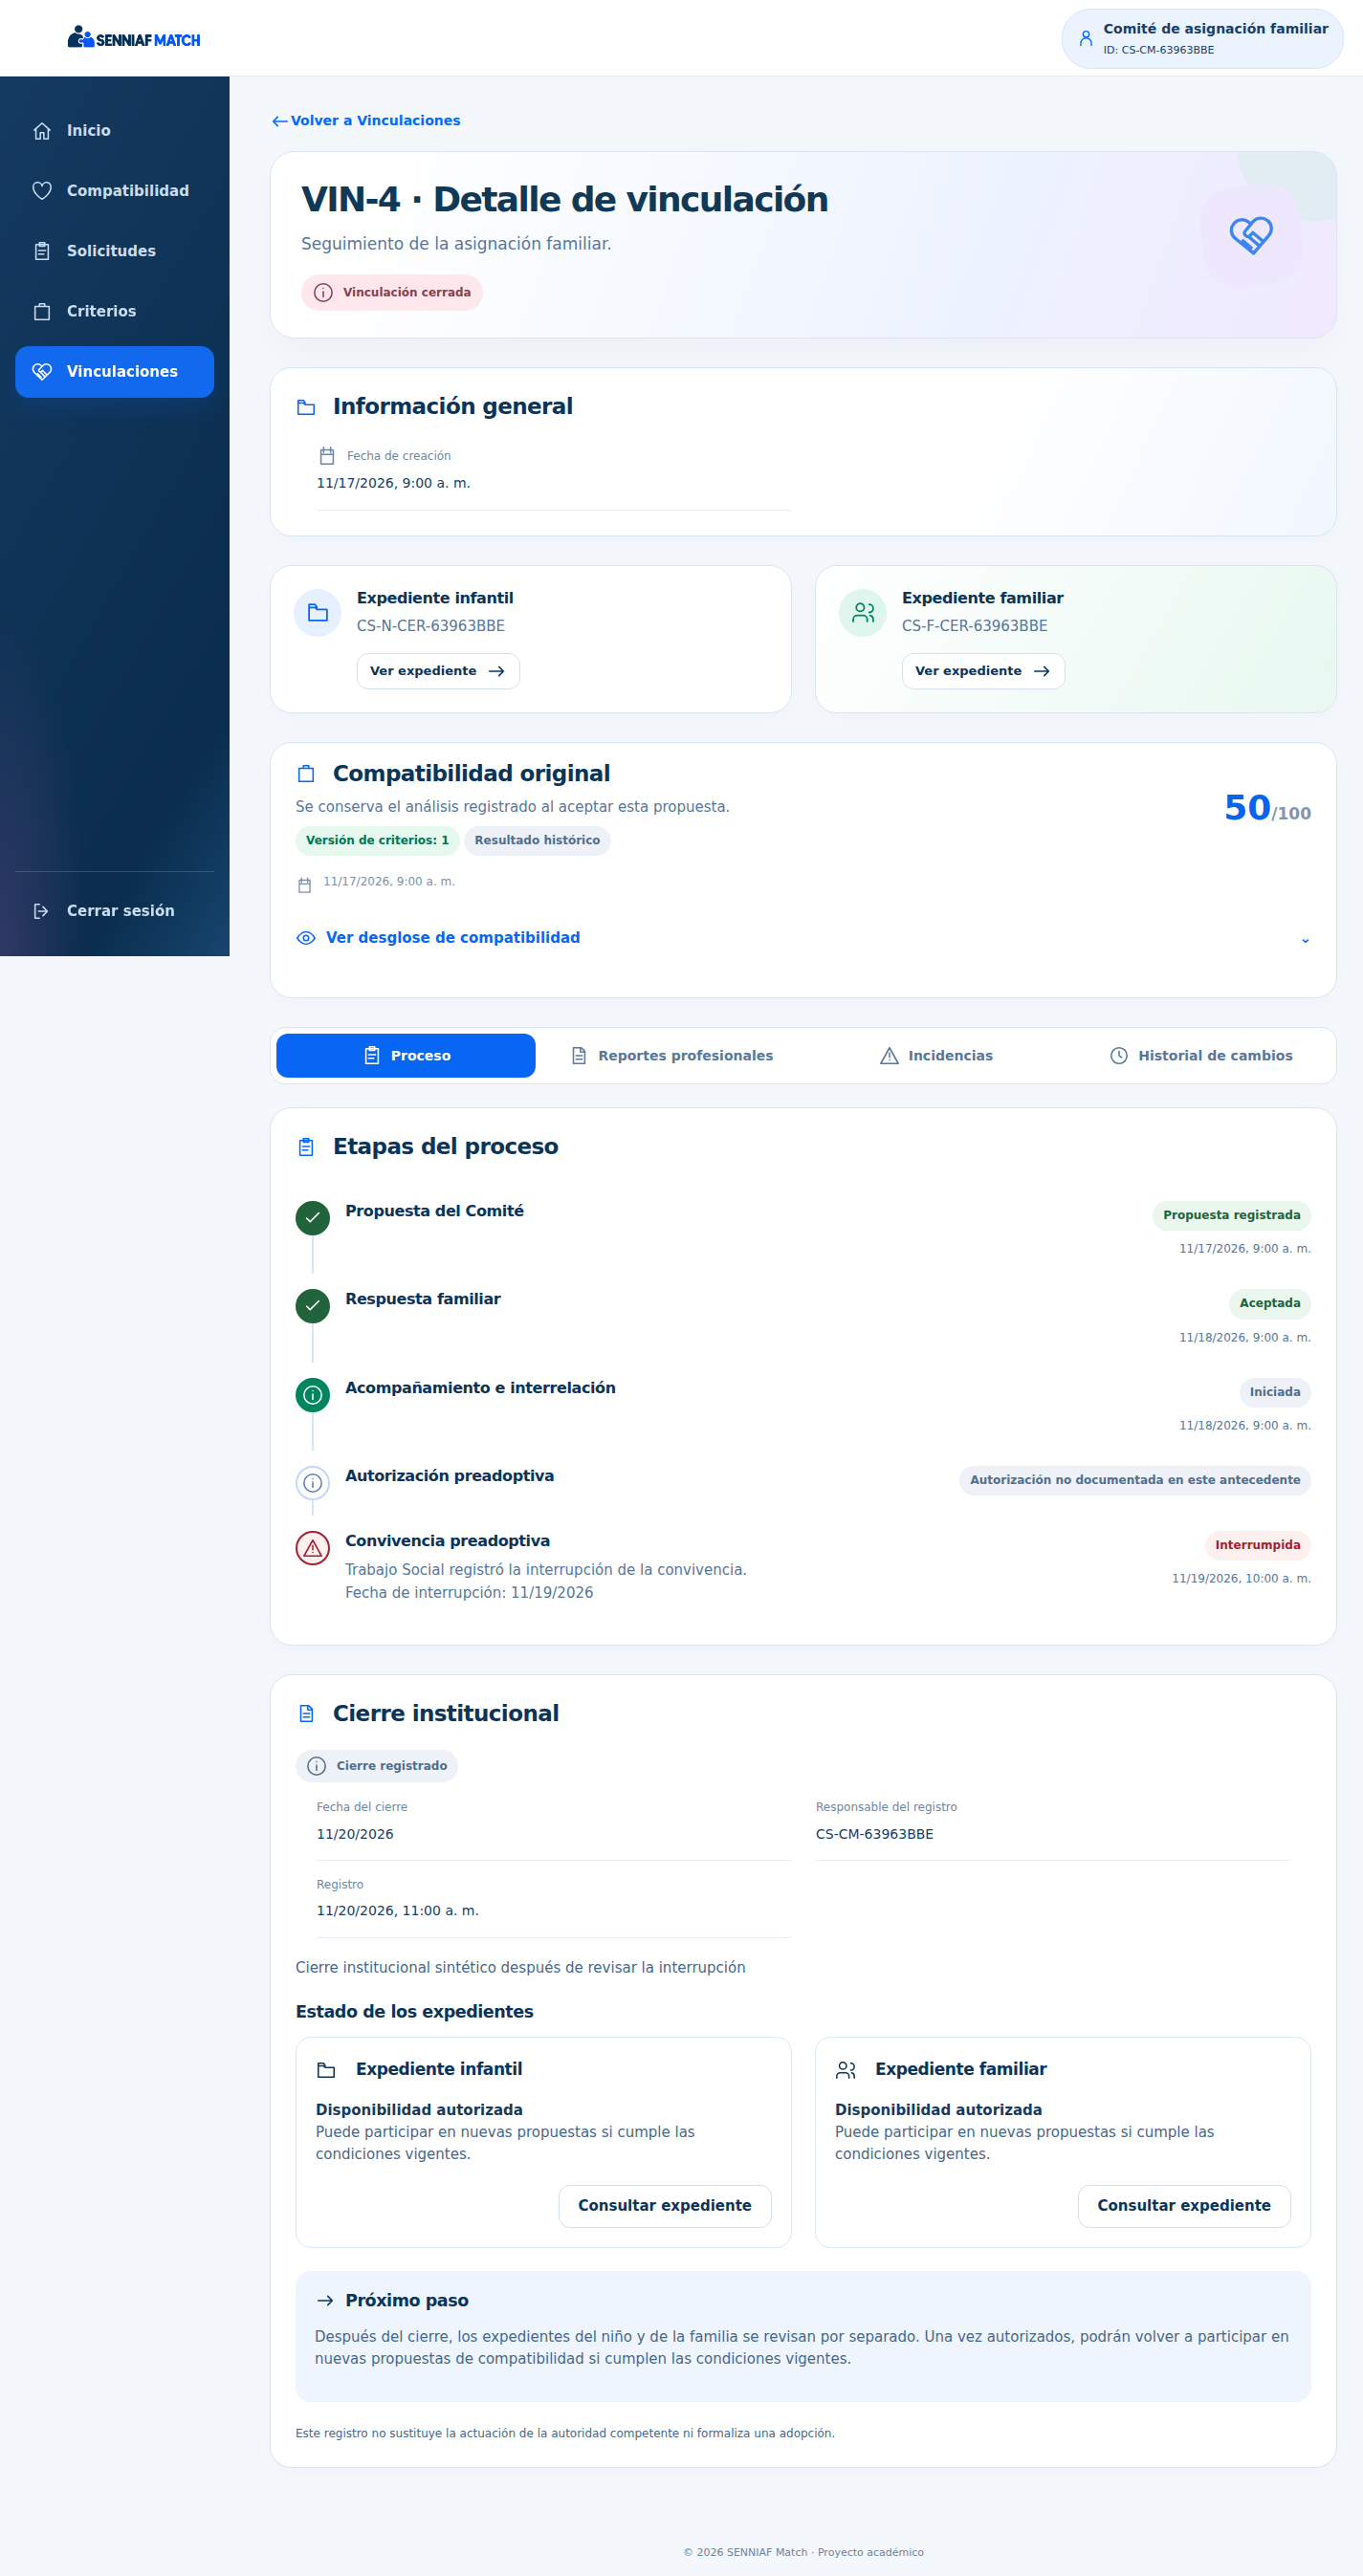 SENNIAF MATCH
Comité de asignación familiar
ID: CS-CM-63963BBE
Inicio
Compatibilidad
Solicitudes
Criterios
Vinculaciones
Cerrar sesión
Volver a Vinculaciones
VIN-4 · Detalle de vinculación
Seguimiento de la asignación familiar.
Vinculación cerrada
Información general
Fecha de creación
11/17/2026, 9:00 a. m.
Expediente infantil
CS-N-CER-63963BBE
Ver expediente
Expediente familiar
CS-F-CER-63963BBE
Ver expediente
Compatibilidad original
Se conserva el análisis registrado al aceptar esta propuesta.
50/100
Versión de criterios: 1 Resultado histórico
11/17/2026, 9:00 a. m.
Ver desglose de compatibilidad
Proceso
Reportes profesionales
Incidencias
Historial de cambios
Etapas del proceso
Propuesta del Comité
Propuesta registrada
11/17/2026, 9:00 a. m.
Respuesta familiar
Aceptada
11/18/2026, 9:00 a. m.
Acompañamiento e interrelación
Iniciada
11/18/2026, 9:00 a. m.
Autorización preadoptiva
Autorización no documentada en este antecedente
Convivencia preadoptiva
Interrumpida
Trabajo Social registró la interrupción de la convivencia.
11/19/2026, 10:00 a. m.
Fecha de interrupción: 11/19/2026
Cierre institucional
Cierre registrado
Fecha del cierre
11/20/2026
Responsable del registro
CS-CM-63963BBE
Registro
11/20/2026, 11:00 a. m.
Cierre institucional sintético después de revisar la interrupción
Estado de los expedientes
Expediente infantil
Disponibilidad autorizada
Puede participar en nuevas propuestas si cumple las
condiciones vigentes.
Consultar expediente
Expediente familiar
Disponibilidad autorizada
Puede participar en nuevas propuestas si cumple las
condiciones vigentes.
Consultar expediente
Próximo paso
Después del cierre, los expedientes del niño y de la familia se revisan por separado. Una vez autorizados, podrán volver a participar en
nuevas propuestas de compatibilidad si cumplen las condiciones vigentes.
Este registro no sustituye la actuación de la autoridad competente ni formaliza una adopción.
© 2026 SENNIAF Match · Proyecto académico